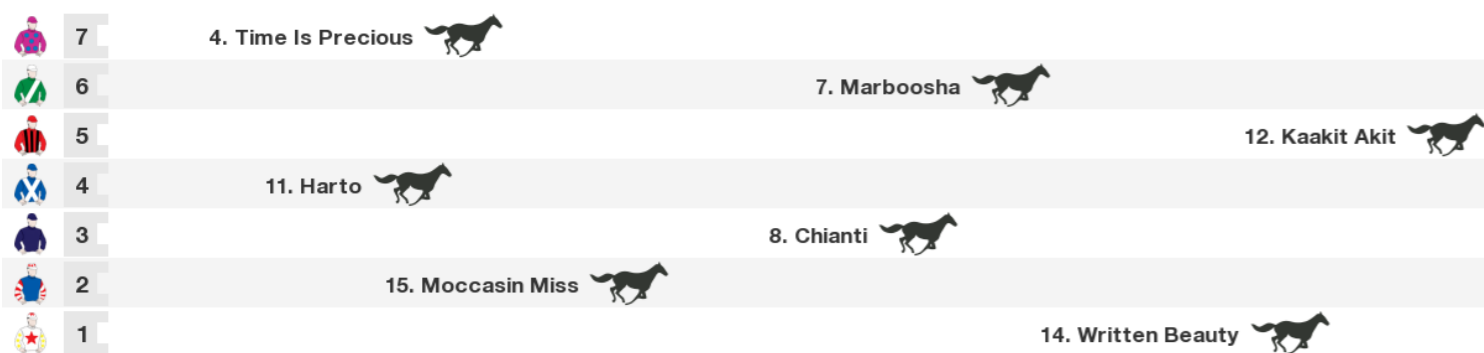 7 4. Time Is Precious
6 7. Marboosha
5 12. Kaakit Akit
4 11. Harto
3 8. Chianti
2 15. Moccasin Miss
1 14. Written Beauty